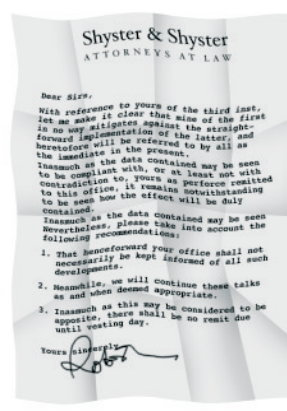 Shyster & Shyster
ATTORNEYS AT LAW
Dear Sirs,
With reference to yours of the third inst,
let me make it clear that mine of the first
in no way mitigates against the straight-
forward implementation of the latter, and
heretofore will be referred to by all as
the immediate in the present.
Inasmuch as the data contained may be seen
to be compliant with, or at least not with
contradiction to, yours as perforce remitted
to this office, it remains notwithstanding
to be seen how the effect will be duly
contained.
Inasmuch as the data contained may be seen
Nevertheless, please take into account the
following recommendations:
1. That henceforward your office shall not
necessarily be kept informed of all such
developments.
2. Meanwhile, we will continue these talks
as and when deemed appropriate.
3. Inasmuch as this may be considered to be
apposite, there shall be no remit due
until vesting day.
Yours sincerely